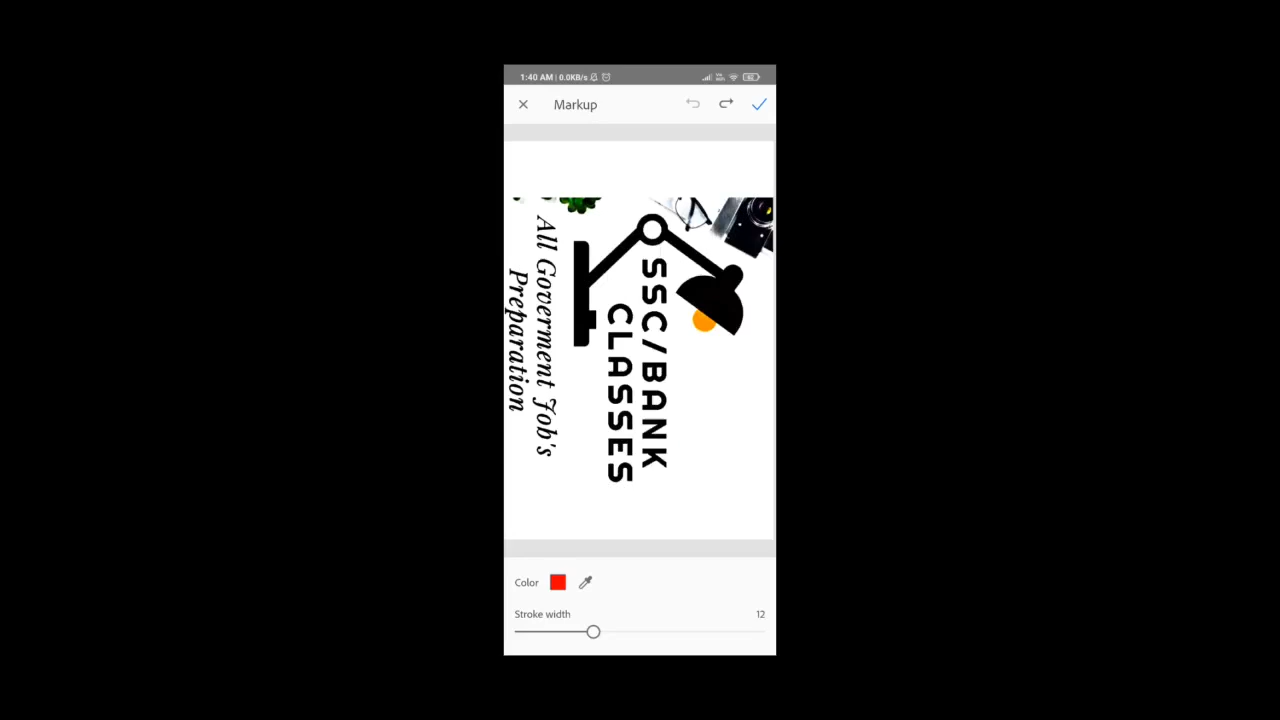 1:40 AM | 0.0KB/s
Markup
SSC/BANK
CLASSES
All Goverment Job's
Preparation
Color
Stroke width
12